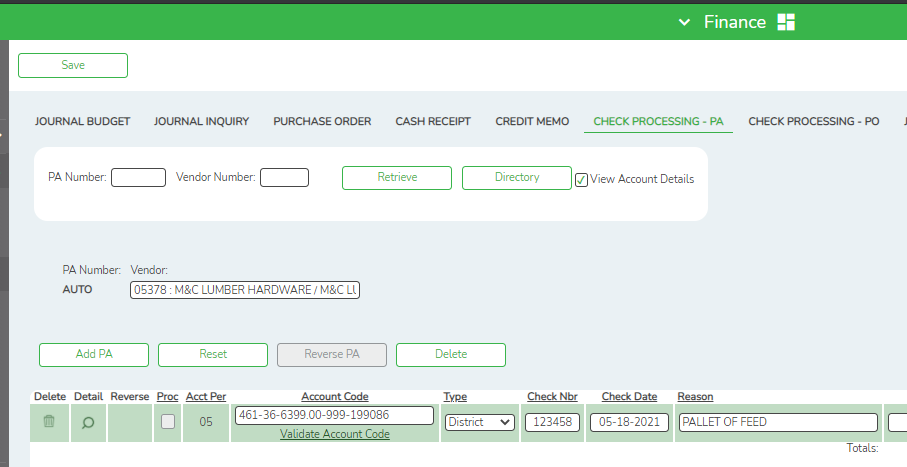 Finance
Save
JOURNAL BUDGET JOURNAL INQUIRY PURCHASE ORDER CASH RECEIPT CREDIT MEMO CHECK PROCESSING - PA CHECK PROCESSING - PO
PA Number: Vendor Number: Retrieve Directory View Account Details
PA Number: Vendor:
AUTO 05378 : M&C LUMBER HARDWARE / M&C LU
Add PA Reset Reverse PA Delete
Delete Detail Reverse Proc Acct Per Account Code Type Check Nbr Check Date Reason
05 461-36-6399.00-999-199086 District 123458 05-18-2021 PALLET OF FEED
Validate Account Code
Totals: